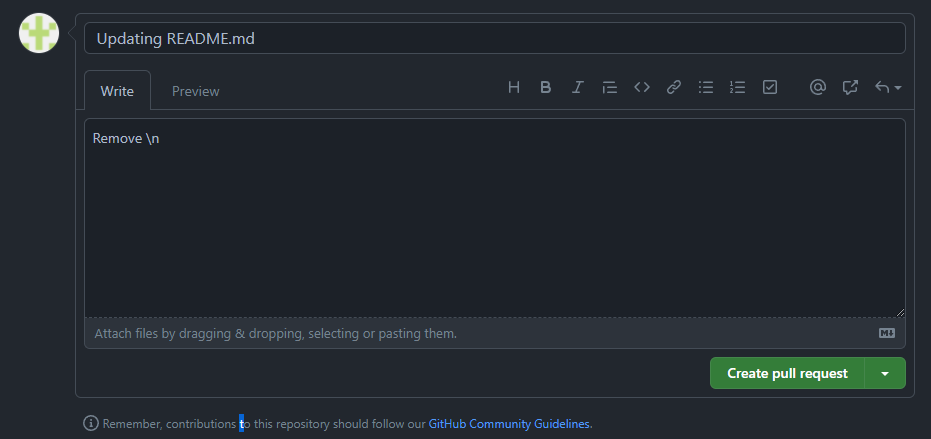 Updating README.md
Write Preview
Remove \n
Attach files by dragging & dropping, selecting or pasting them.
Create pull request
Remember, contributions to this repository should follow our GitHub Community Guidelines.